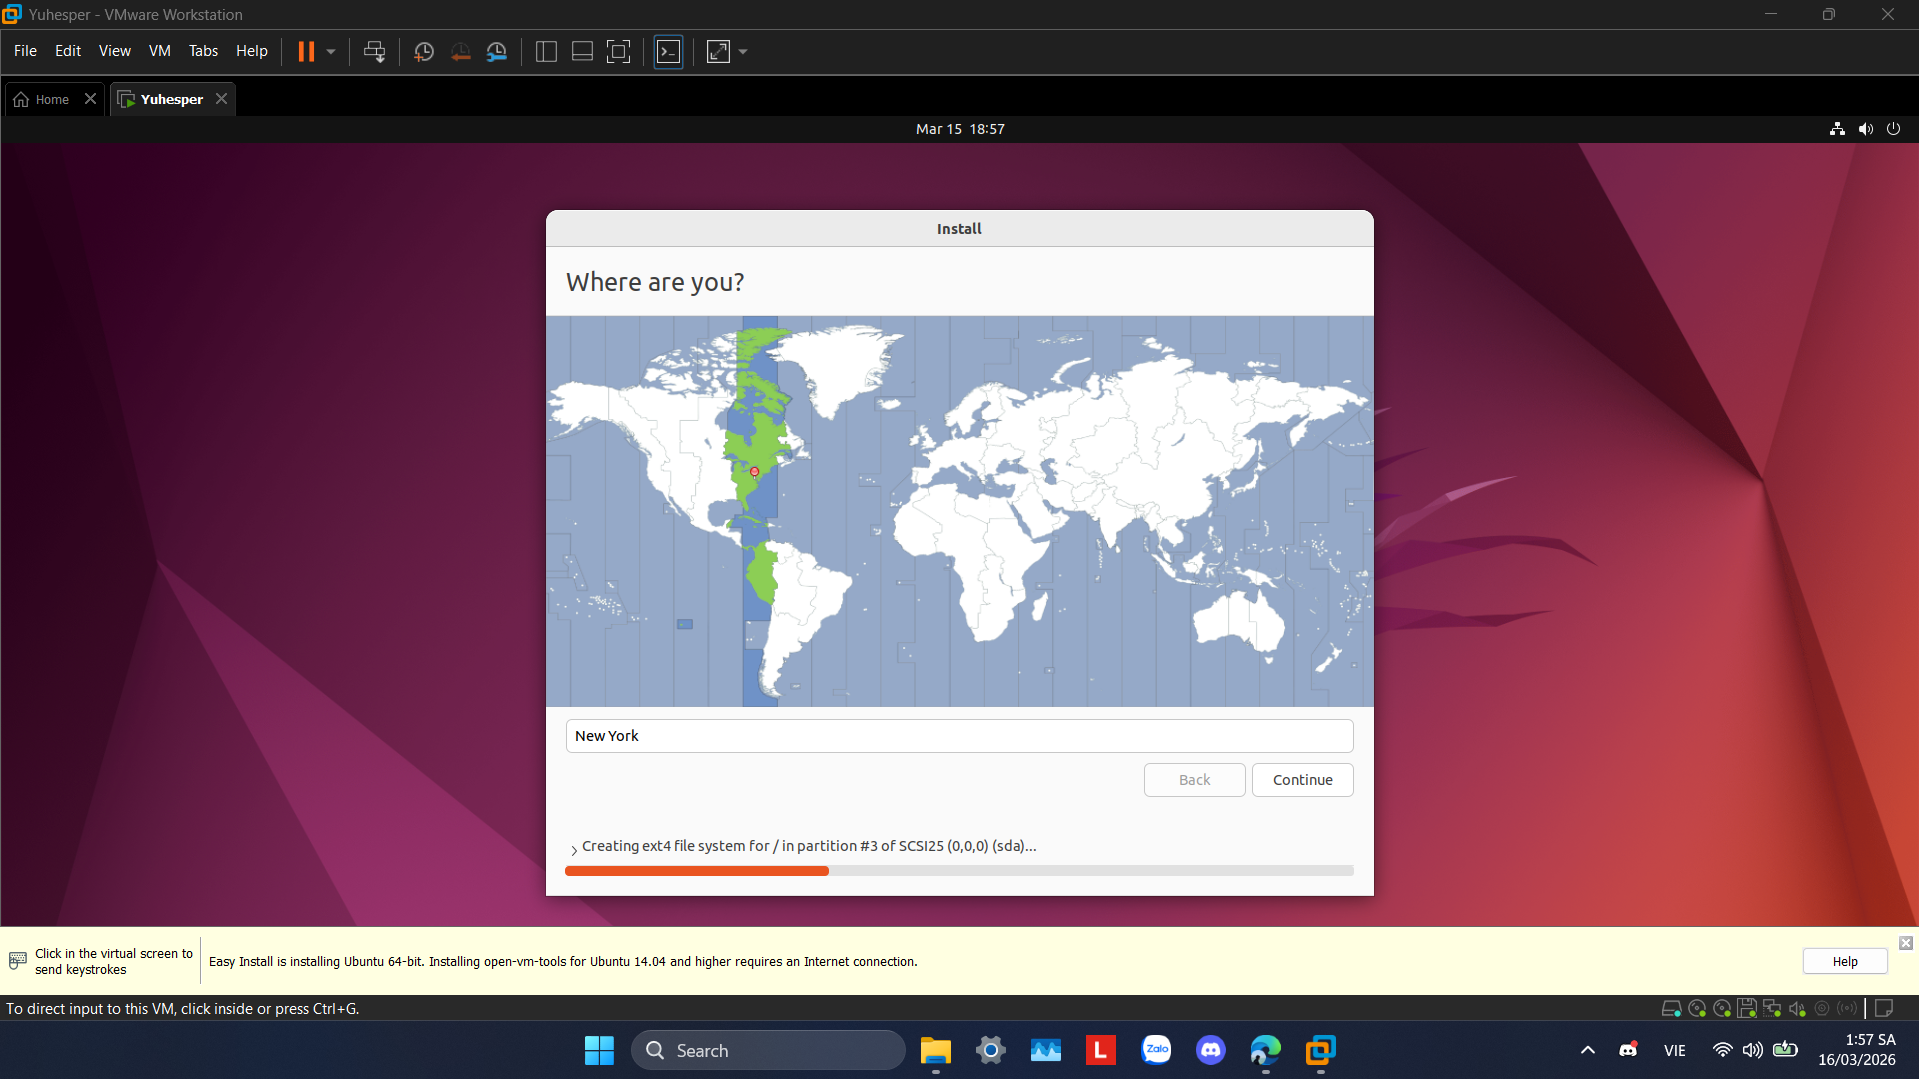 Yuhesper - VMware Workstation
File Edit View VM Tabs Help
Home
Yuhesper
Mar 15 18:57
Install
Where are you?
New York
Back
Continue
Creating ext4 file system for / in partition #3 of SCSI25 (0,0,0) (sda)...
Click in the virtual screen to
send keystrokes
Easy Install is installing Ubuntu 64-bit. Installing open-vm-tools for Ubuntu 14.04 and higher requires an Internet connection.
Help
To direct input to this VM, click inside or press Ctrl+G.
Search
L
Zalo
VIE
1:57 SA
16/03/2026